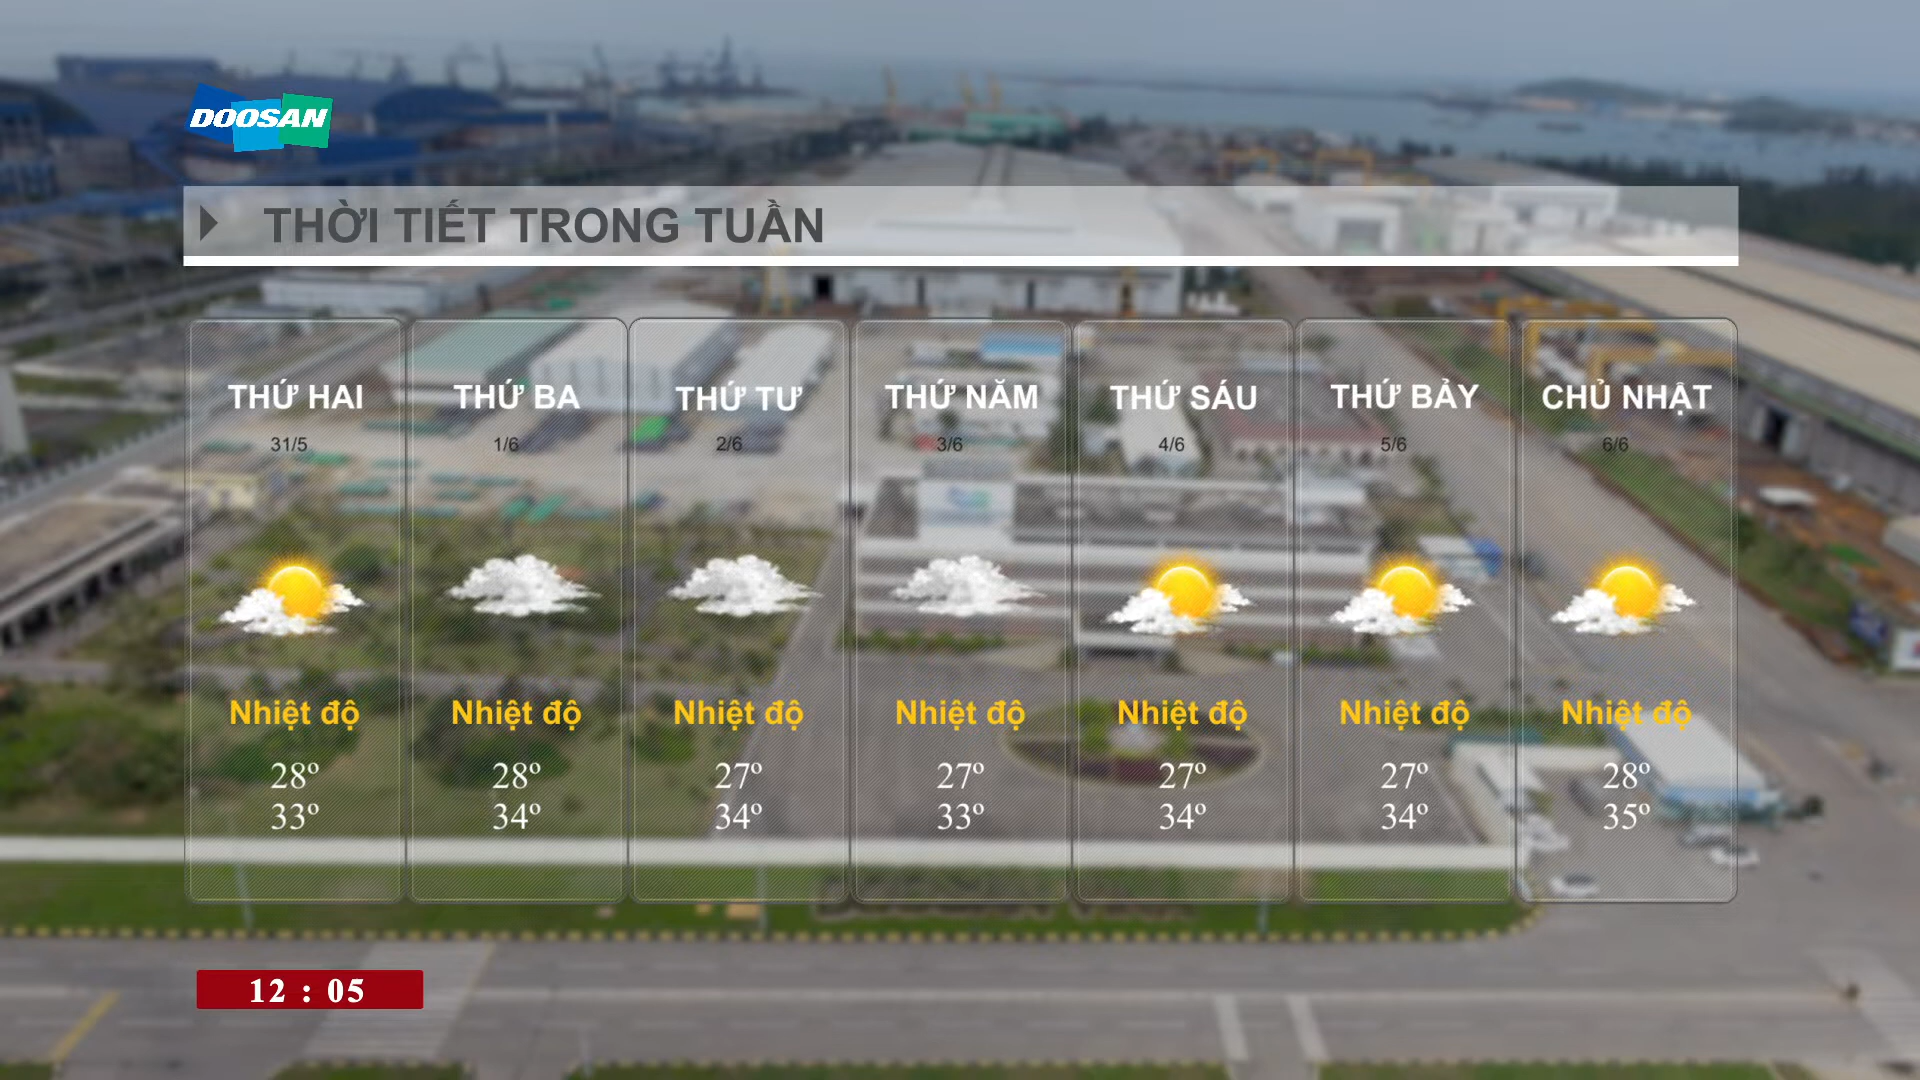 DOOSAN
THỜI TIẾT TRONG TUẦN
THỨ HAI
31/5
Nhiệt độ
28º
33º
THỨ BA
1/6
Nhiệt độ
28º
34º
THỨ TƯ
2/6
Nhiệt độ
27º
34º
THỨ NĂM
3/6
Nhiệt độ
27º
33º
THỨ SÁU
4/6
Nhiệt độ
27º
34º
THỨ BẢY
5/6
Nhiệt độ
27º
34º
CHỦ NHẬT
6/6
Nhiệt độ
28º
35º
12 : 05